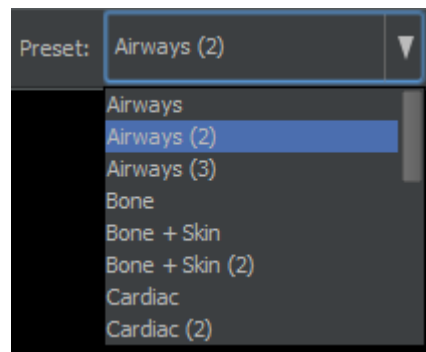 Preset: Airways (2)
Airways
Airways (2)
Airways (3)
Bone
Bone + Skin
Bone + Skin (2)
Cardiac
Cardiac (2)